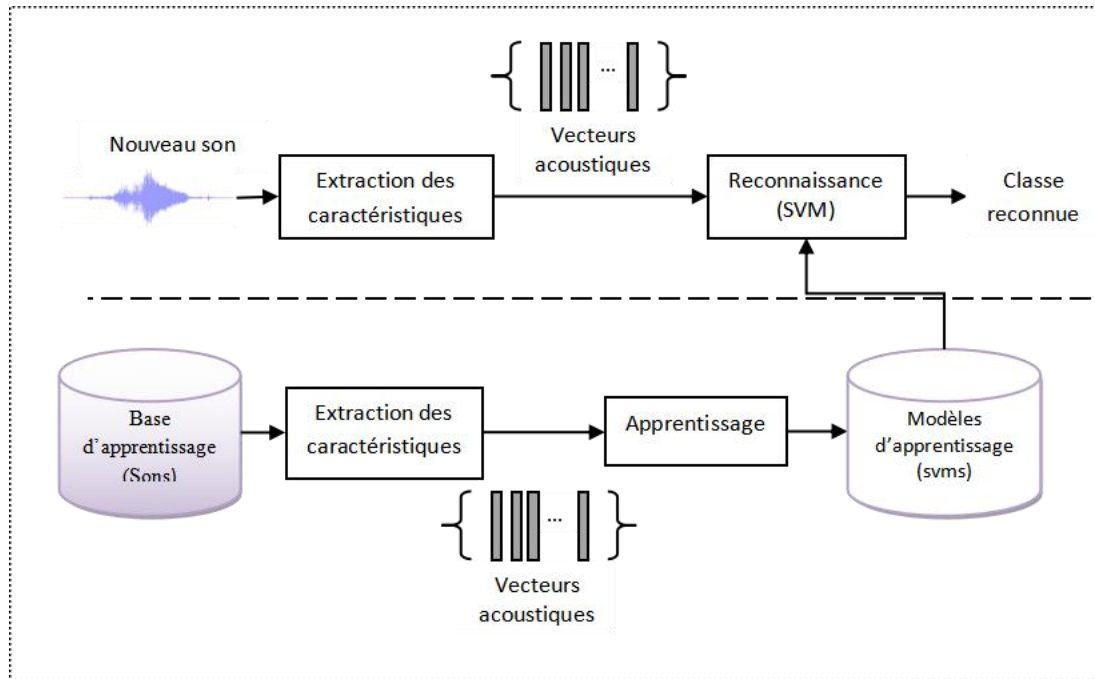 ...
Vecteurs
acoustiques
Nouveau son
Extraction des
caractéristiques
Reconnaissance
(SVM)
Classe
reconnue
Base
d'apprentissage
(Sons)
Extraction des
caractéristiques
Apprentissage
Modèles
d'apprentissage
(svms)
...
Vecteurs
acoustiques